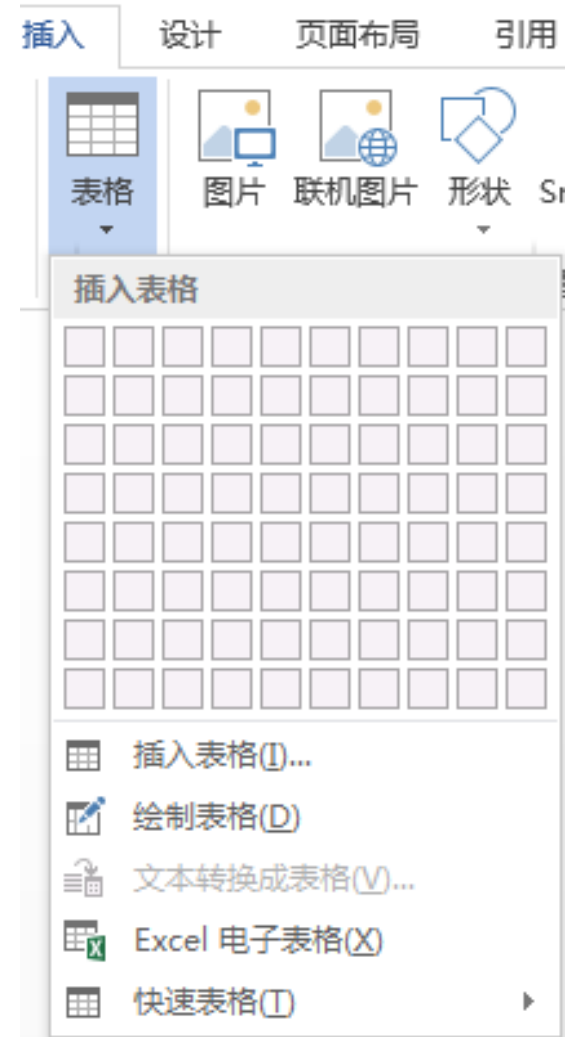 插入 设计 页面布局 引用
表格 图片 联机图片 形状
插入表格
插入表格(I)...
绘制表格(D)
文本转换成表格(V)...
Excel 电子表格(X)
快速表格(T)